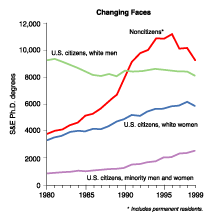 Changing Faces
Noncitizens*
U.S. citizens, white men
U.S. citizens, white women
U.S. citizens, minority men and women
S&E Ph.D. degrees
12,000
10,000
8,000
6,000
4,000
2,000
0
1980 1985 1990 1995 1999
* Includes permanent residents.